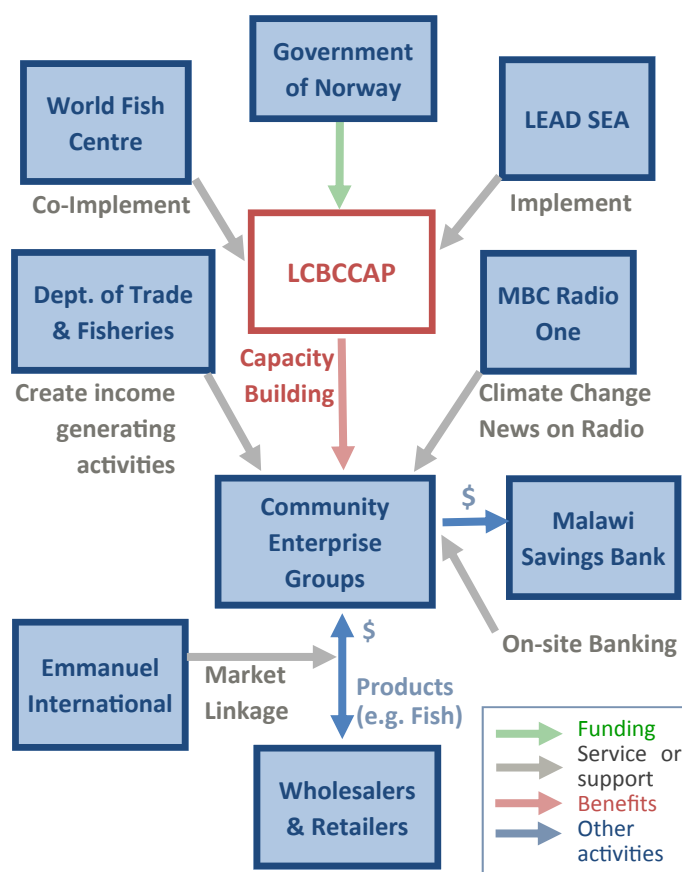 Government
of Norway
World Fish
Centre
LEAD SEA
Co-Implement
Implement
LCBCCAP
Dept. of Trade
& Fisheries
MBC Radio
One
Capacity
Building
Create income
generating
activities
Climate Change
News on Radio
Community
Enterprise
Groups
$
Malawi
Savings Bank
On-site Banking
$
Emmanuel
International
Market
Linkage
Products
(e.g. Fish)
Wholesalers
& Retailers
Funding
Service or
support
Benefits
Other
activities